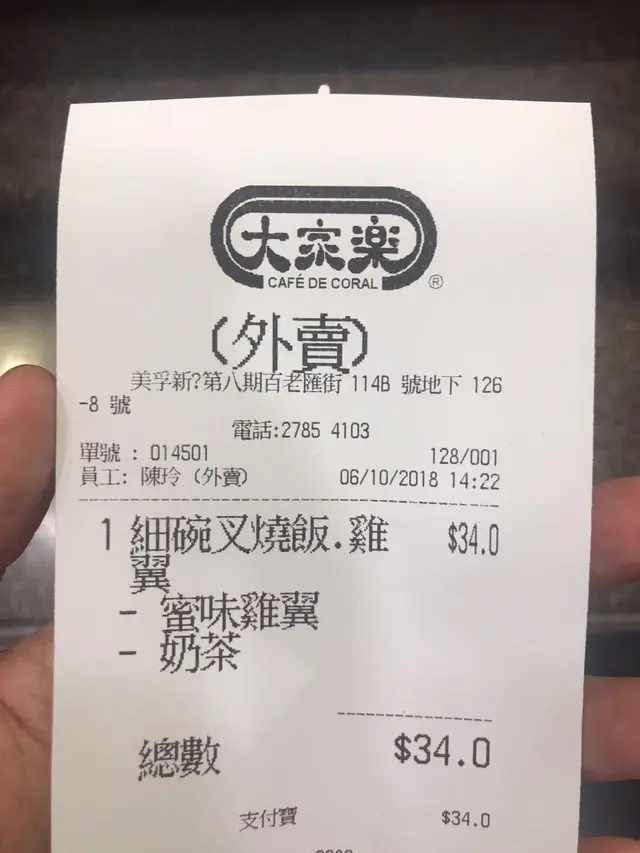 大家樂
CAFÉ DE CORAL ®
(外賣)
美孚新?第八期百老匯街 114B 號地下 126
-8 號
電話:2785 4103
單號 : 014501 128/001
員工: 陳玲 (外賣) 06/10/2018 14:22
1 細碗叉燒飯.雞 $34.0
翼
- 蜜味雞翼
- 奶茶
總數 $34.0
支付寶 $34.0